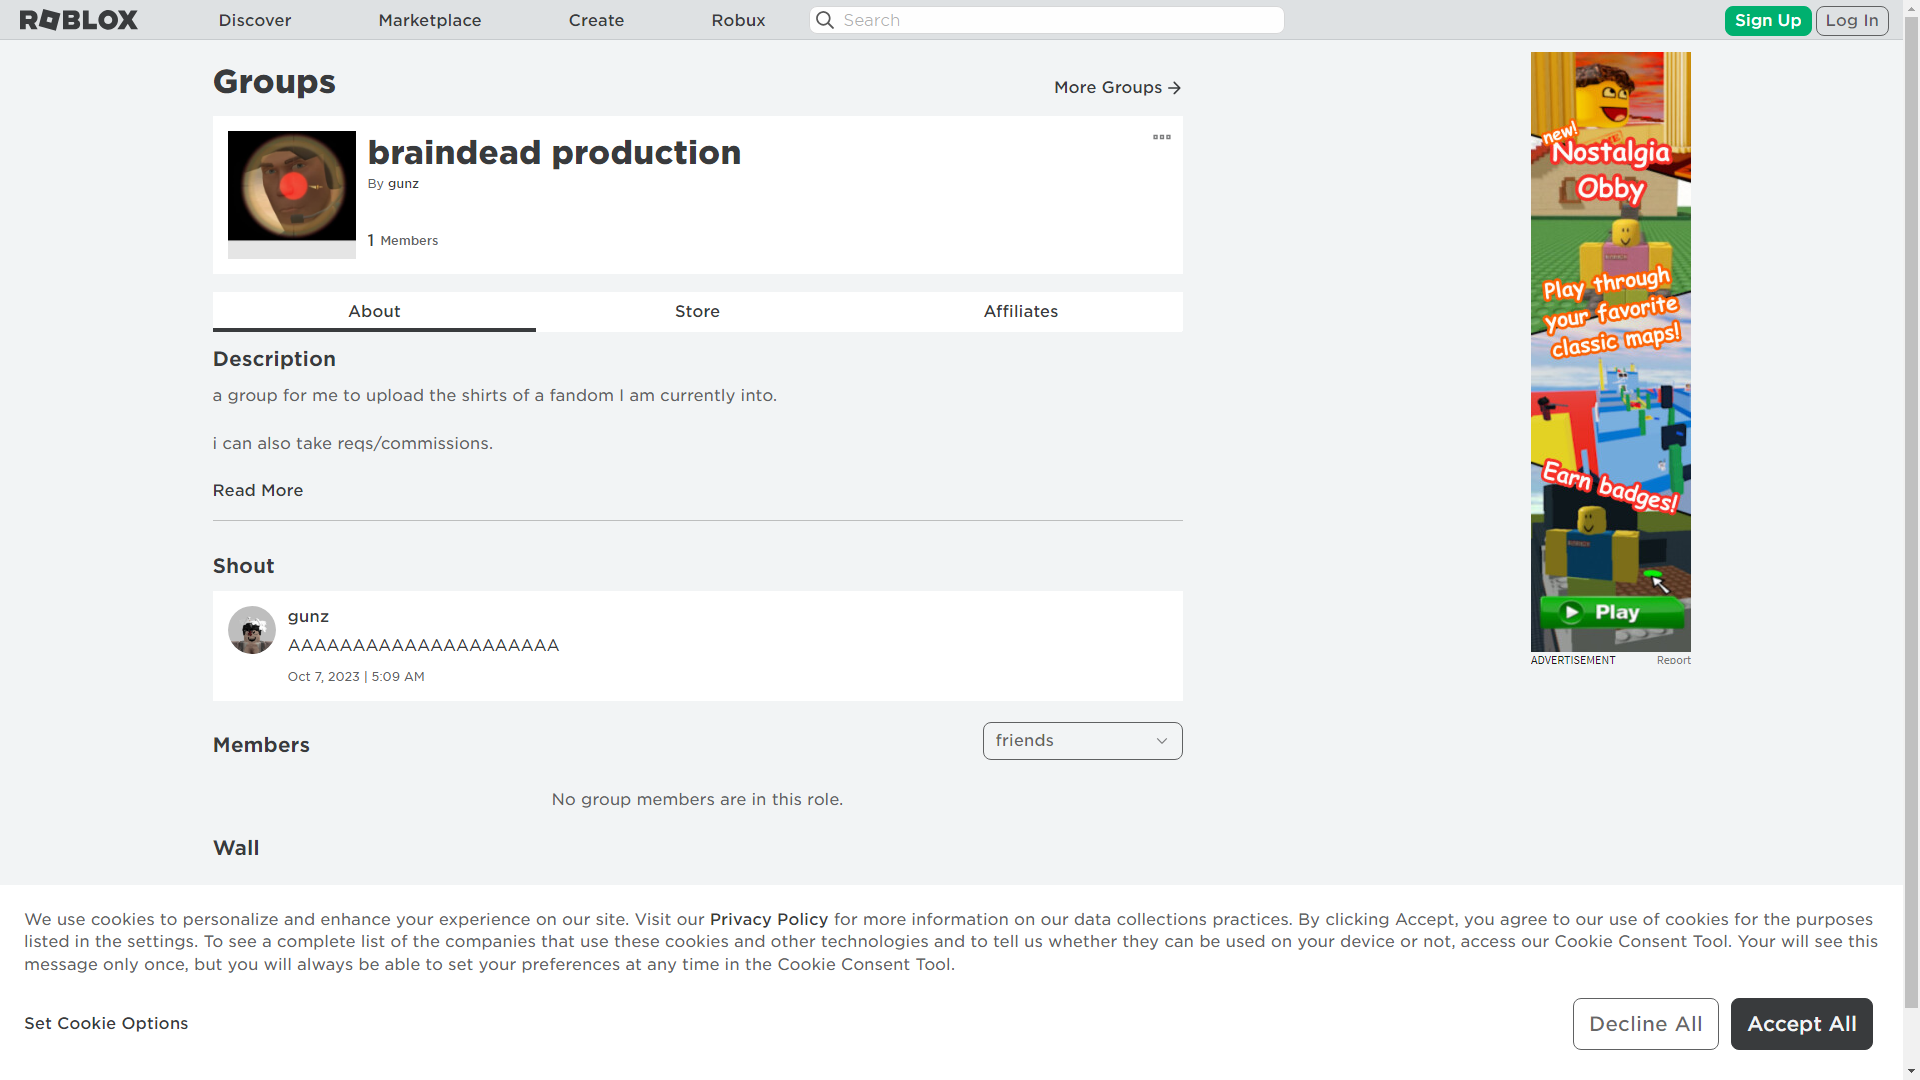 ROBLOX
Discover
Marketplace
Create
Robux
Search
Sign Up
Log In
Groups
More Groups
braindead production
By gunz
1 Members
About
Store
Affiliates
Description
a group for me to upload the shirts of a fandom I am currently into.
i can also take reqs/commissions.
Read More
Shout
gunz
AAAAAAAAAAAAAAAAAAAAA
Oct 7, 2023 | 5:09 AM
Members
friends
No group members are in this role.
Wall
new!
Nostalgia
Obby
Play through
your favorite
classic maps!
Earn badges!
Play
ADVERTISEMENT
Report
We use cookies to personalize and enhance your experience on our site. Visit our Privacy Policy for more information on our data collections practices. By clicking Accept, you agree to our use of cookies for the purposes
listed in the settings. To see a complete list of the companies that use these cookies and other technologies and to tell us whether they can be used on your device or not, access our Cookie Consent Tool. Your will see this
message only once, but you will always be able to set your preferences at any time in the Cookie Consent Tool.
Set Cookie Options
Decline All
Accept All